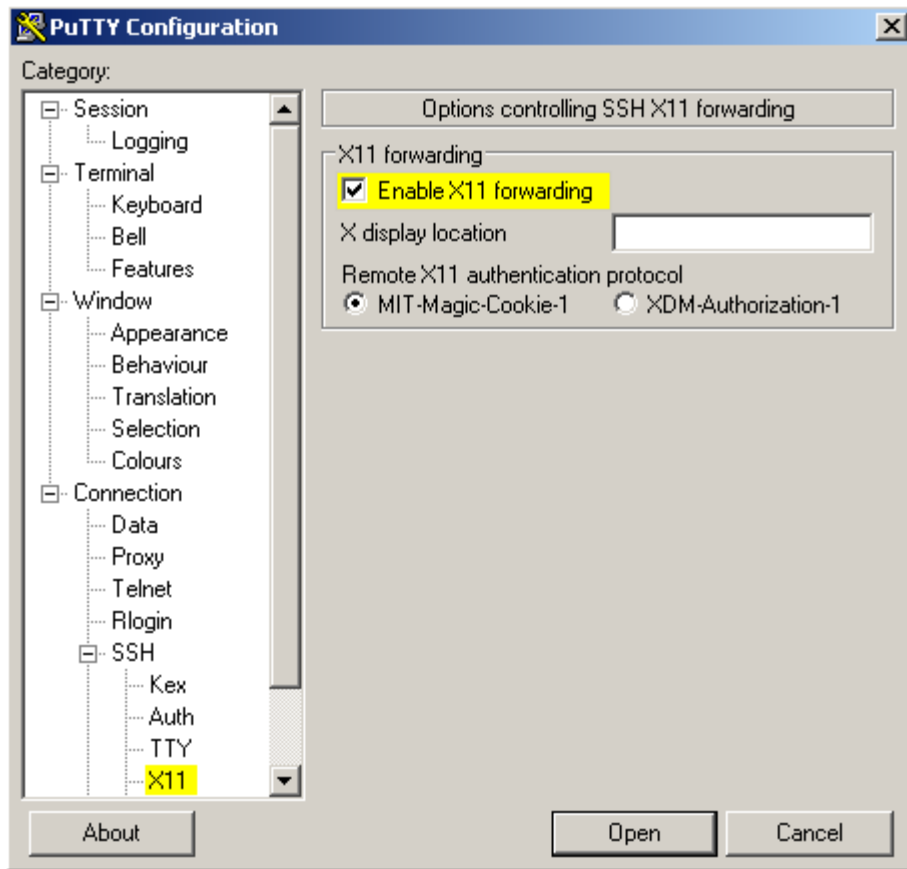 PuTTY Configuration
Category:
Session
Logging
Terminal
Keyboard
Bell
Features
Window
Appearance
Behaviour
Translation
Selection
Colours
Connection
Data
Proxy
Telnet
Rlogin
SSH
Kex
Auth
TTY
X11
Options controlling SSH X11 forwarding
X11 forwarding
Enable X11 forwarding
X display location
Remote X11 authentication protocol
MIT-Magic-Cookie-1 XDM-Authorization-1
About Open Cancel